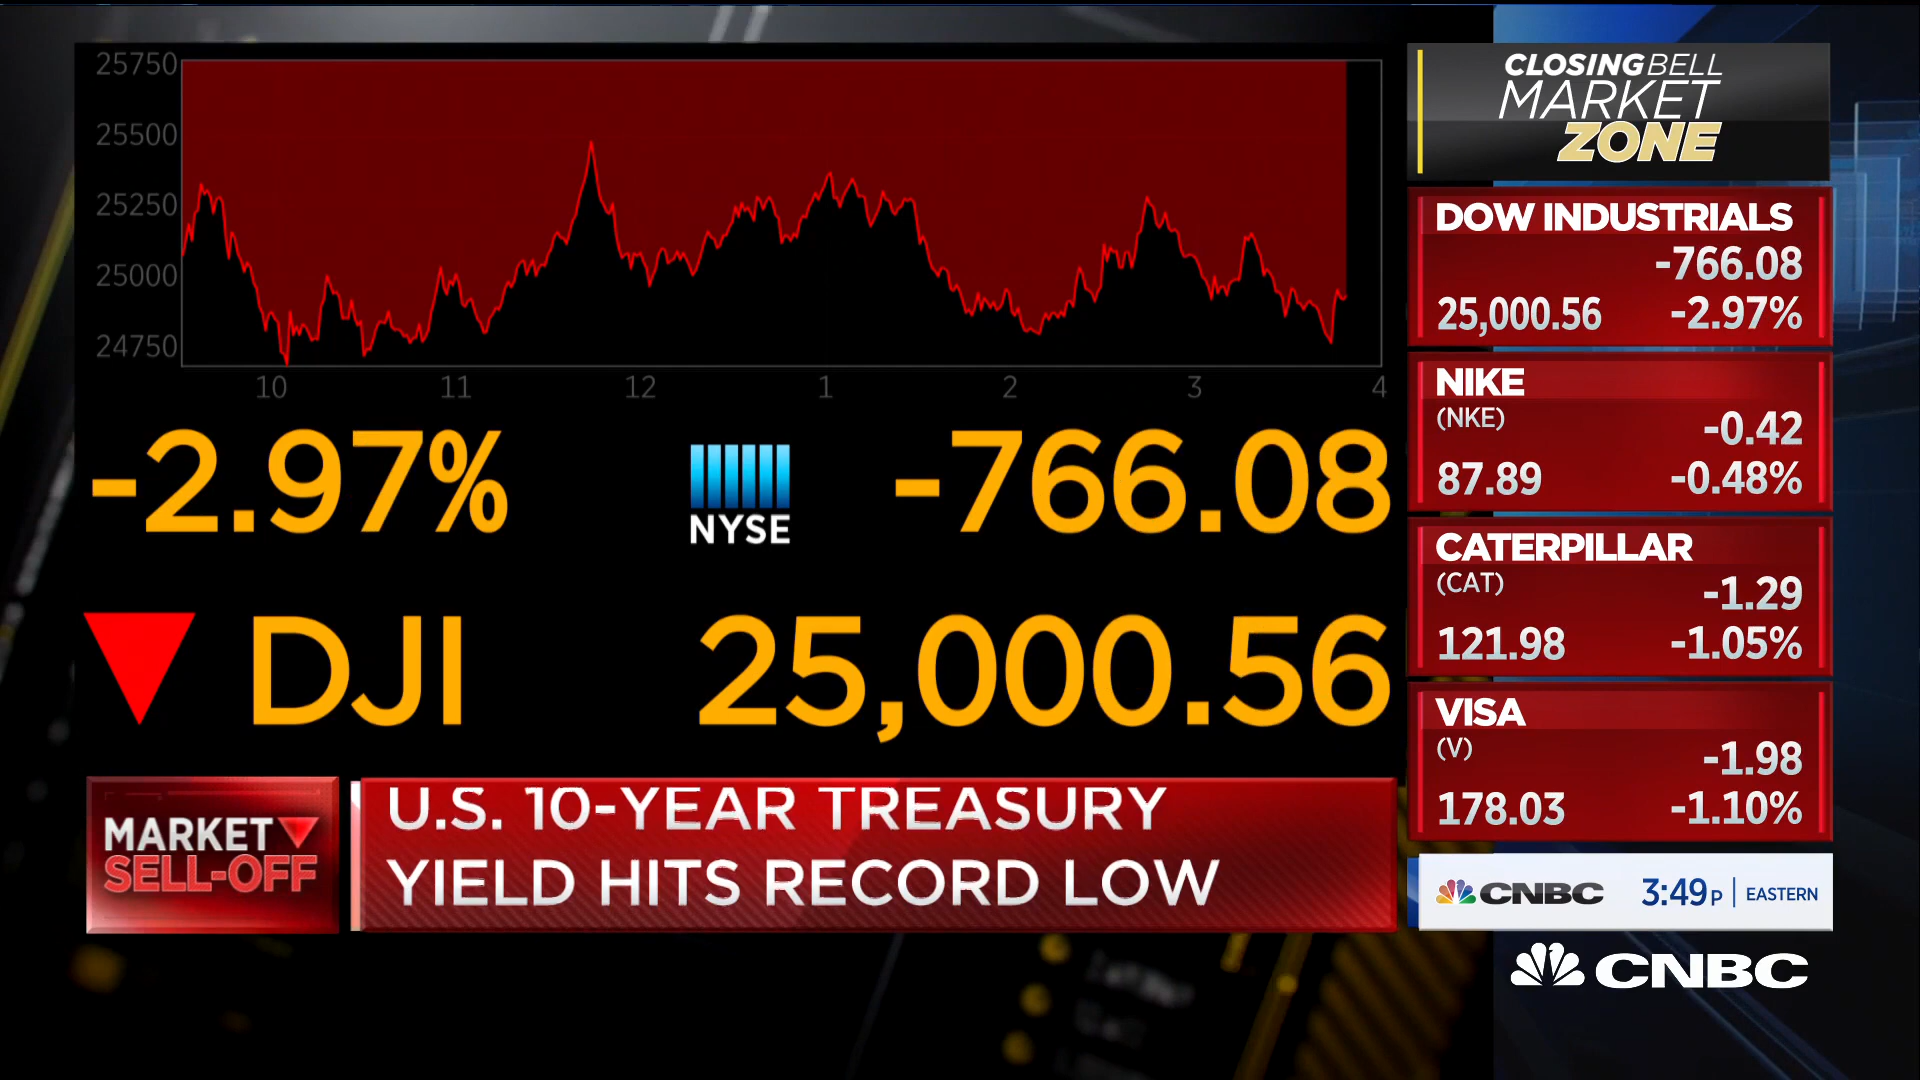 25750
25500
25250
25000
24750
10 11 12 1 2 3 4
-2.97% NYSE -766.08
DJI 25,000.56
MARKET
SELL-OFF
U.S. 10-YEAR TREASURY
YIELD HITS RECORD LOW
CLOSING BELL
MARKET
ZONE
DOW INDUSTRIALS
-766.08
25,000.56 -2.97%
NIKE
(NKE) -0.42
87.89 -0.48%
CATERPILLAR
(CAT) -1.29
121.98 -1.05%
VISA
(V) -1.98
178.03 -1.10%
CNBC 3:49P EASTERN
CNBC